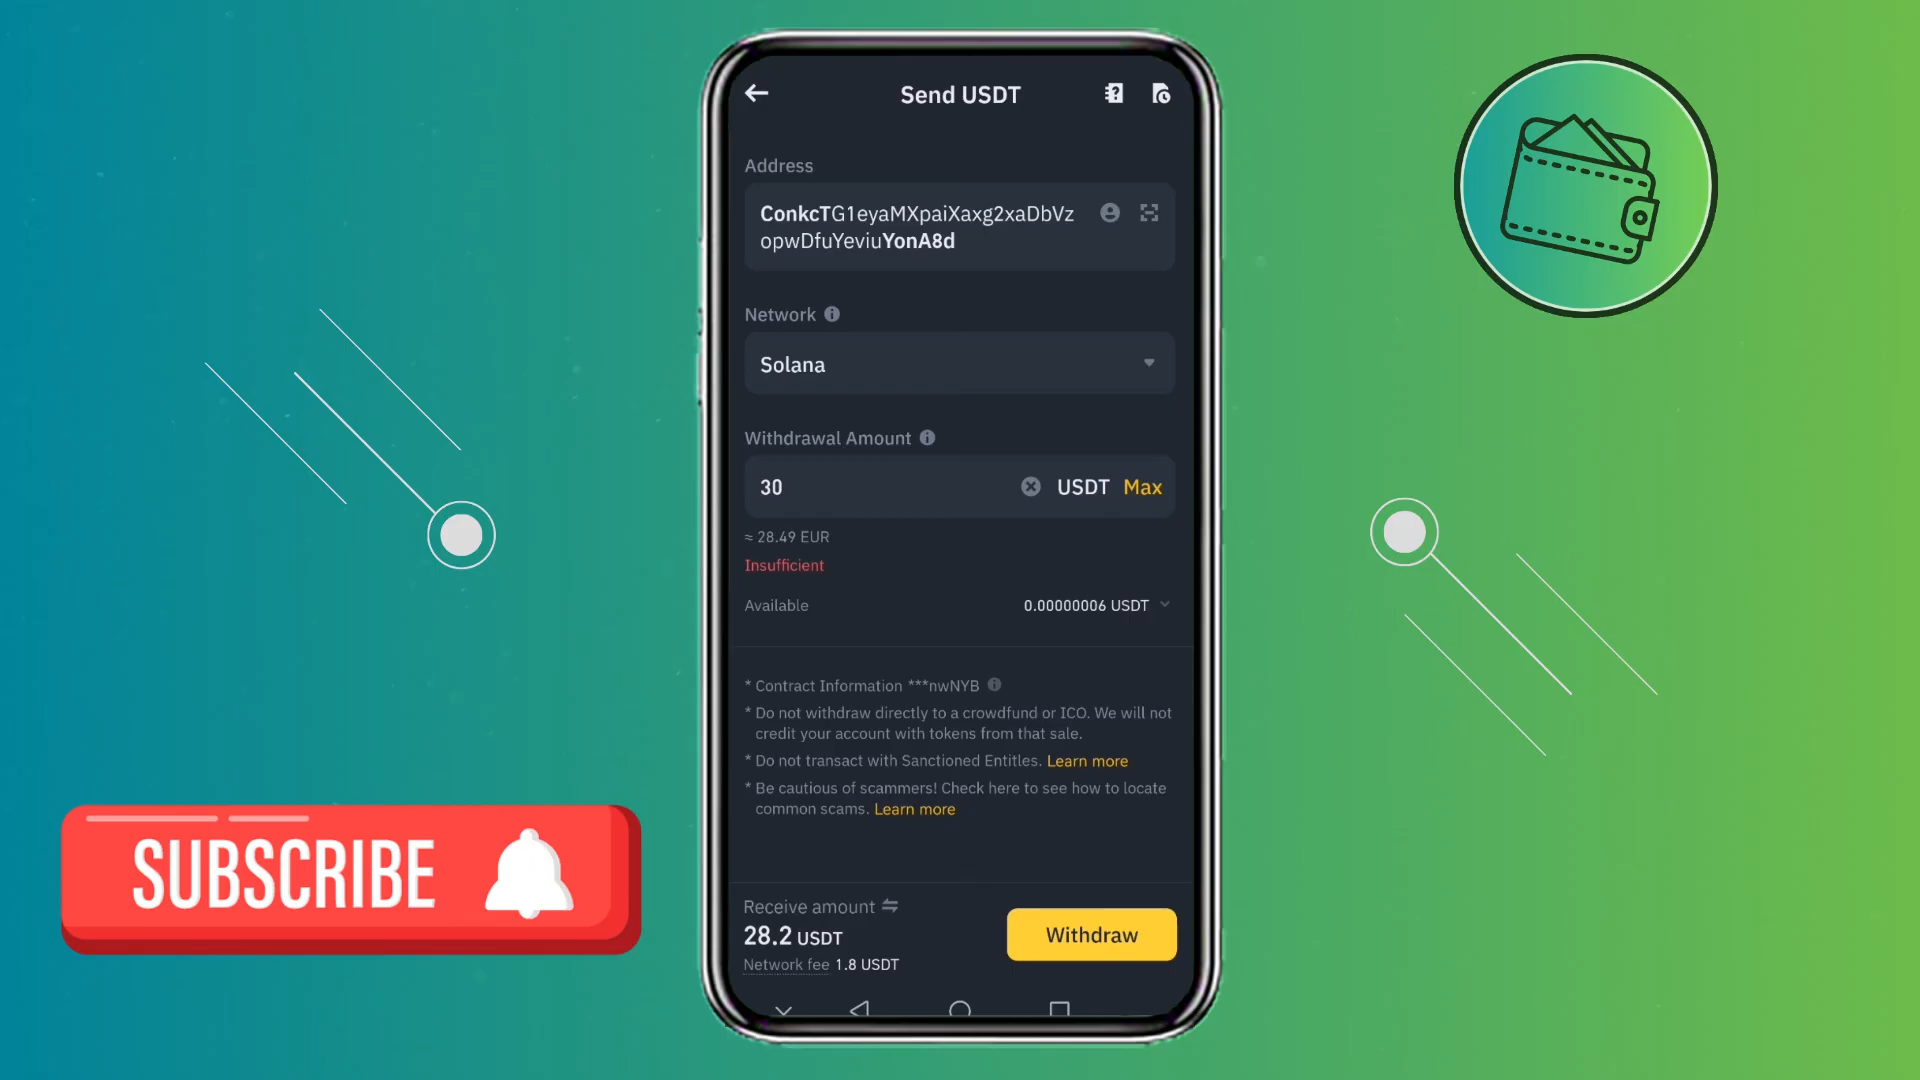 Send USDT
Address
ConkcTG1eyaMXpaiXaxg2xaDbVz
opwDfuYeviuYonA8d
Network
Solana
Withdrawal Amount
30 USDT Max
≈ 28.49 EUR
Insufficient
Available 0.00000006 USDT
* Contract Information ***nwNYB
* Do not withdraw directly to a crowdfund or ICO. We will not
credit your account with tokens from that sale.
* Do not transact with Sanctioned Entitles. Learn more
* Be cautious of scammers! Check here to see how to locate
common scams. Learn more
SUBSCRIBE
Receive amount
28.2 USDT
Network fee 1.8 USDT
Withdraw